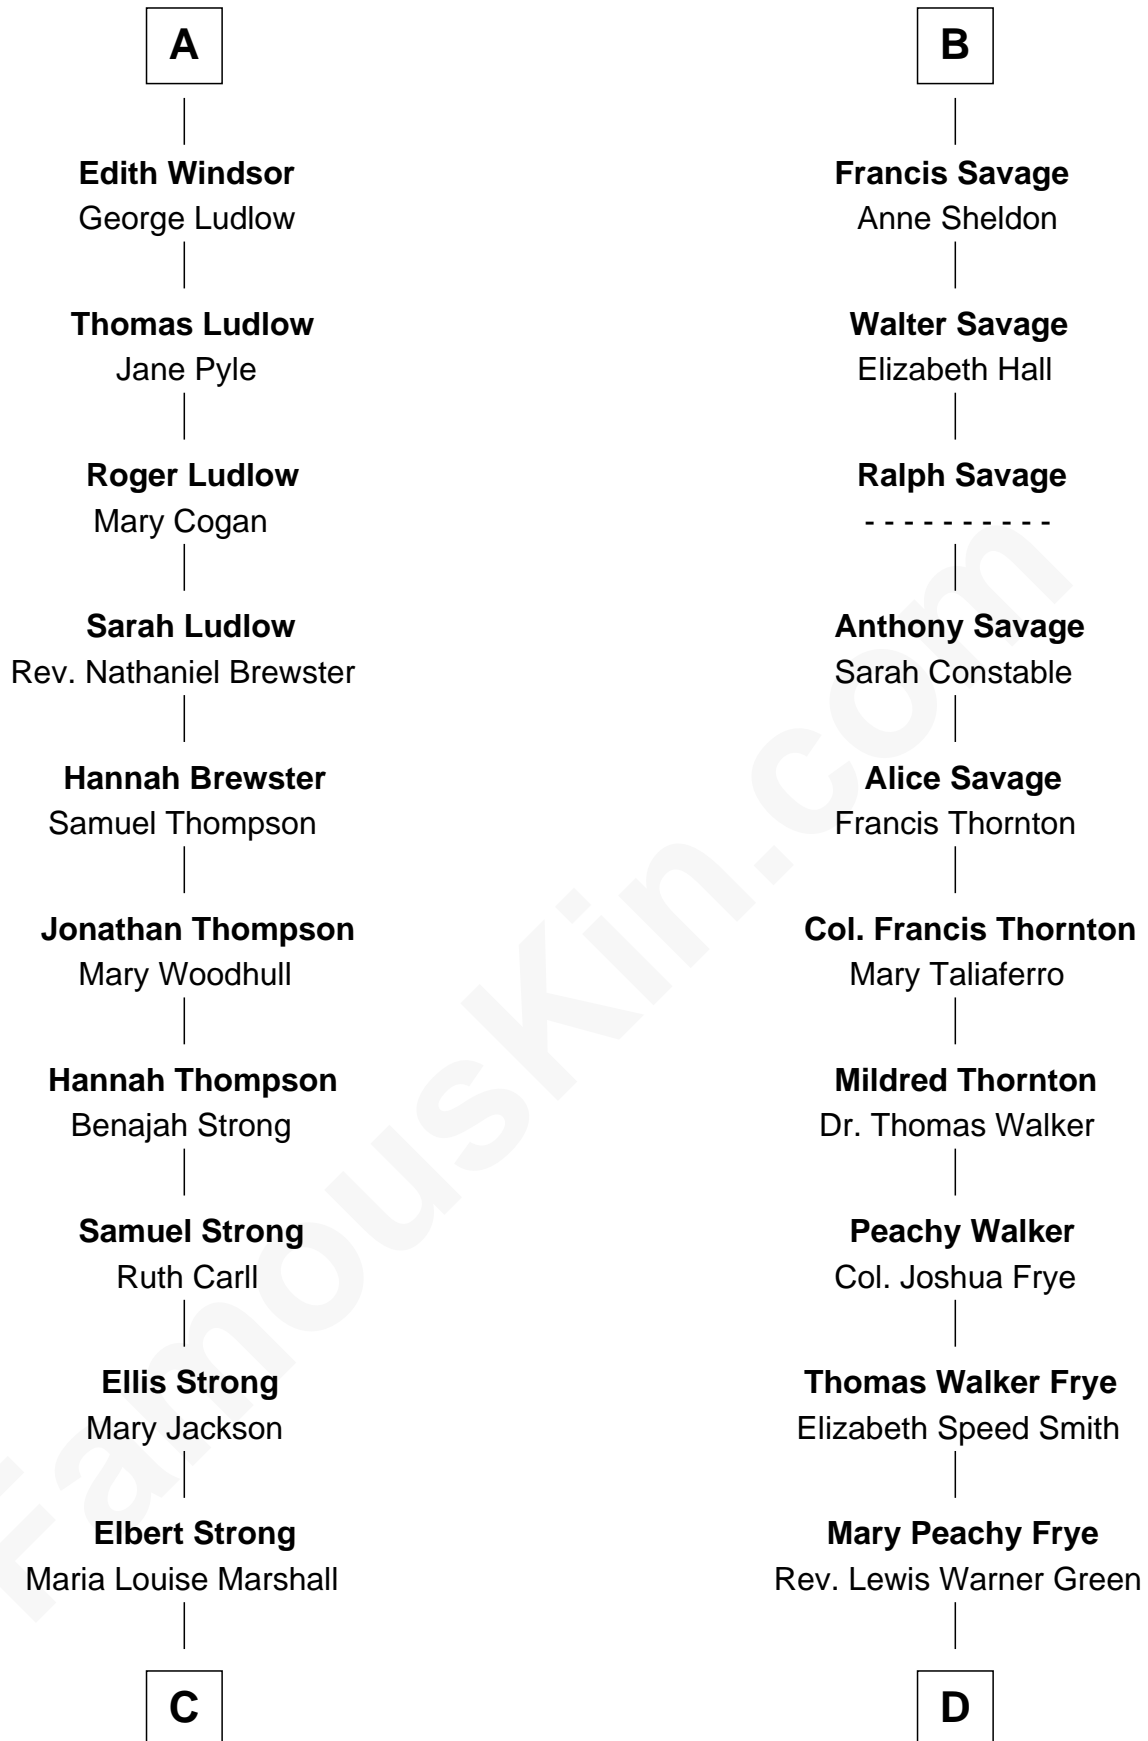 A
Edith Windsor
George Ludlow
Thomas Ludlow
Jane Pyle
Roger Ludlow
Mary Cogan
Sarah Ludlow
Rev. Nathaniel Brewster
Hannah Brewster
Samuel Thompson
Jonathan Thompson
Mary Woodhull
Hannah Thompson
Benajah Strong
Samuel Strong
Ruth Carll
Ellis Strong
Mary Jackson
Elbert Strong
Maria Louise Marshall
C
B
Francis Savage
Anne Sheldon
Walter Savage
Elizabeth Hall
Ralph Savage
- - - - - - - - - -
Anthony Savage
Sarah Constable
Alice Savage
Francis Thornton
Col. Francis Thornton
Mary Taliaferro
Mildred Thornton
Dr. Thomas Walker
Peachy Walker
Col. Joshua Frye
Thomas Walker Frye
Elizabeth Speed Smith
Mary Peachy Frye
Rev. Lewis Warner Green
D
FamousKin.com